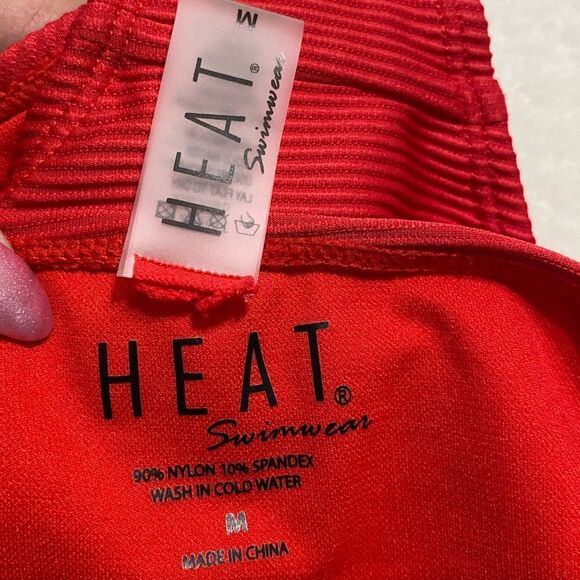 M
HEAT®
Swimwear
HEAT®
Swimwear
90% NYLON 10% SPANDEX
WASH IN COLD WATER
M
MADE IN CHINA